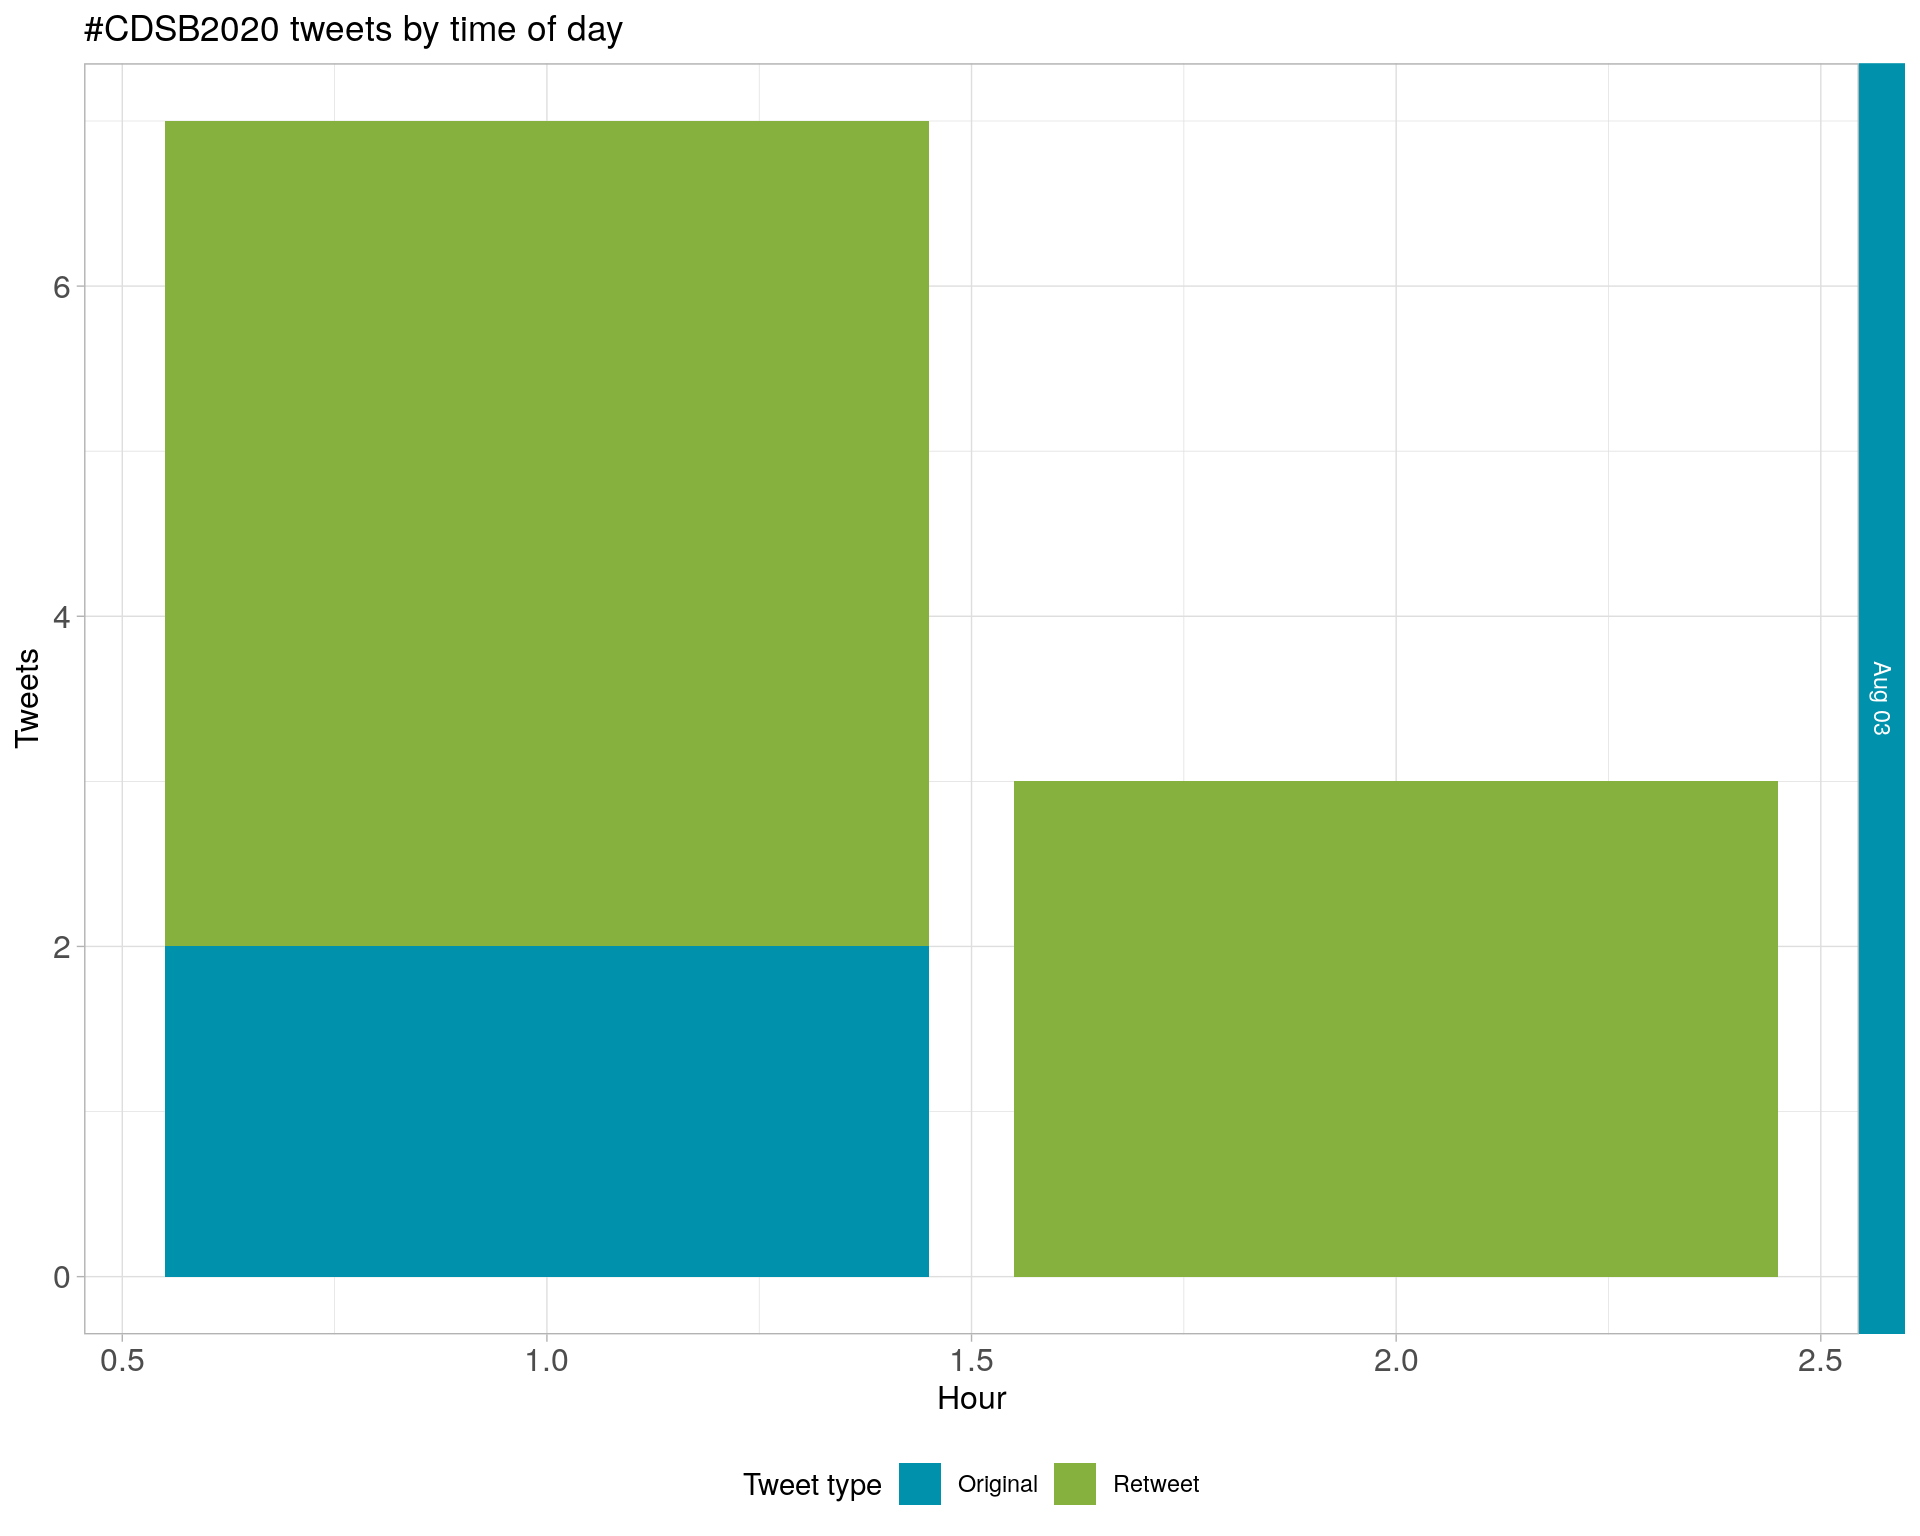 #CDSB2020 tweets by time of day
6
4
2
0
Tweets
Aug 03
0.5 1.0 1.5 2.0 2.5
Hour
Tweet type Original Retweet